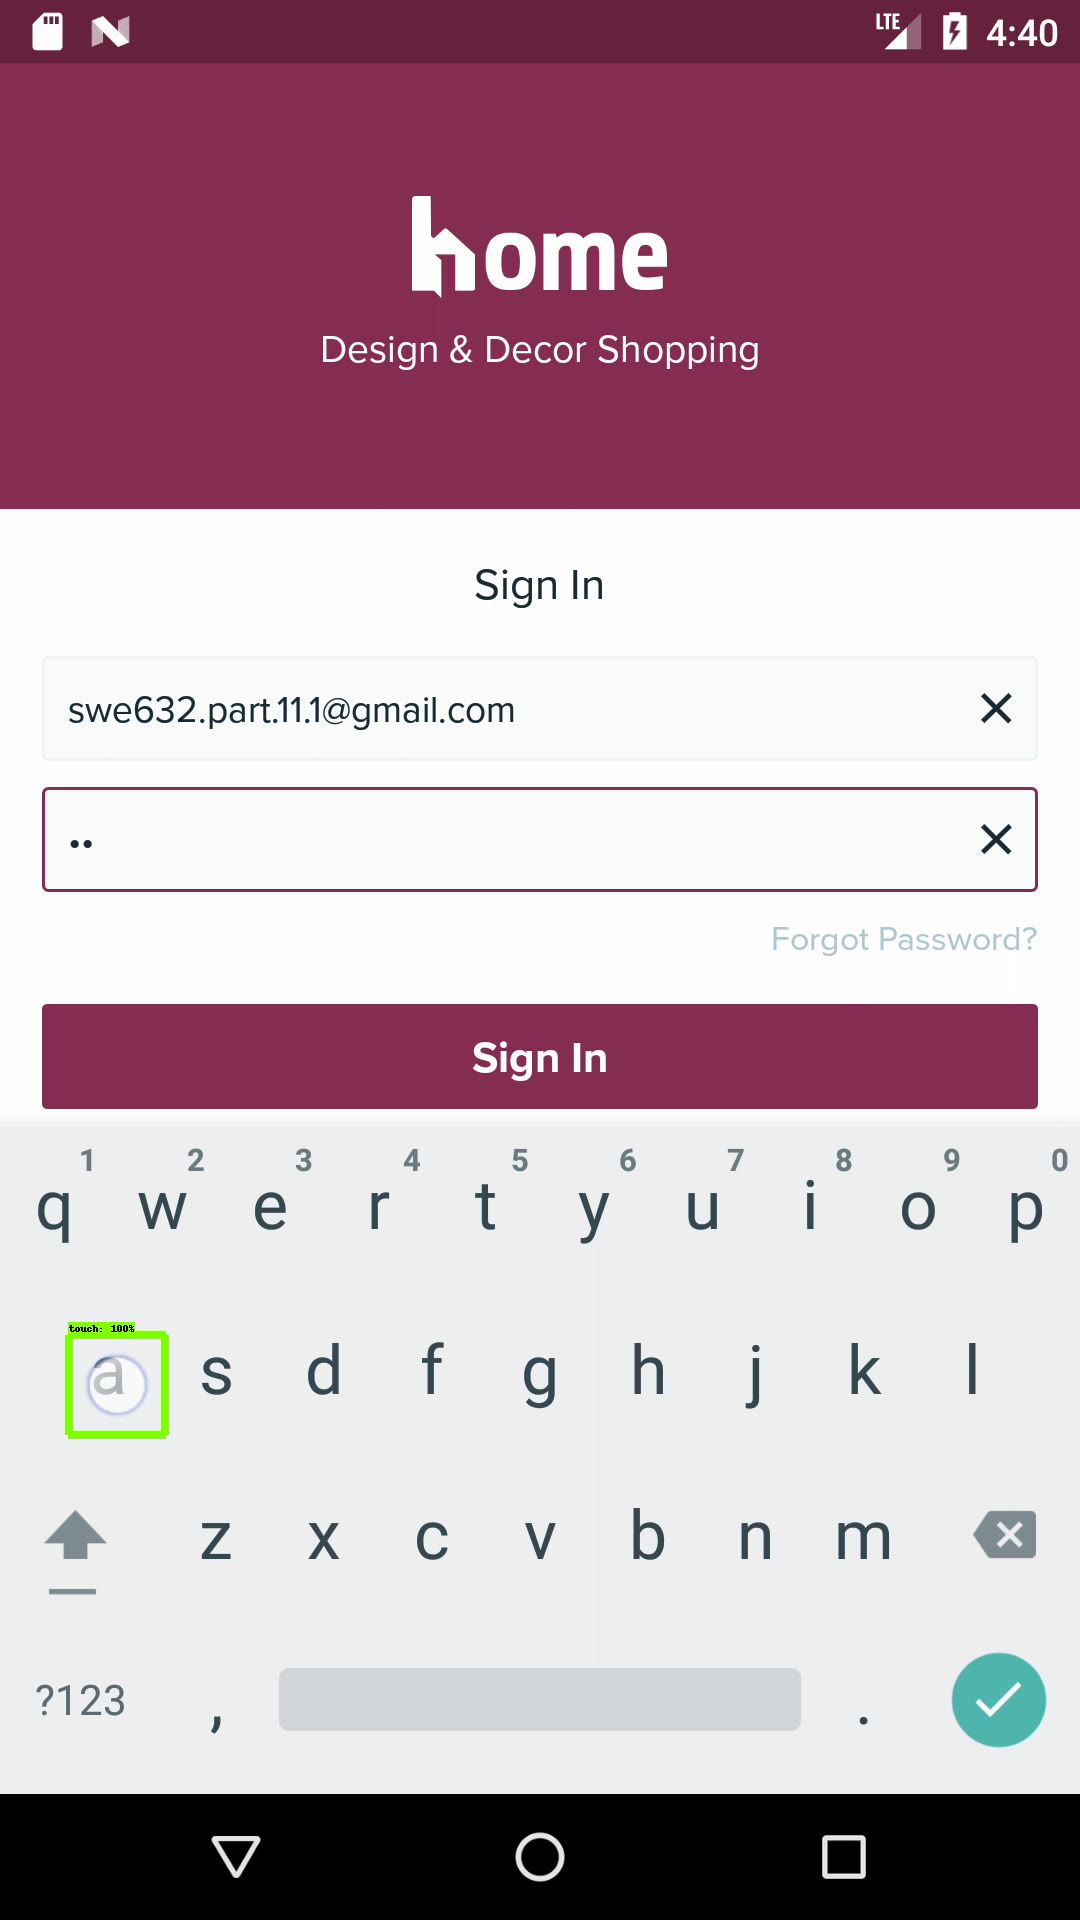 LTE 4:40
home
Design & Decor Shopping
Sign In
swe632.part.11.1@gmail.com
••
Forgot Password?
Sign In
1 2 3 4 5 6 7 8 9 0
q w e r t y u i o p
touch: 100%
a s d f g h j k l
z x c v b n m
?123 , .